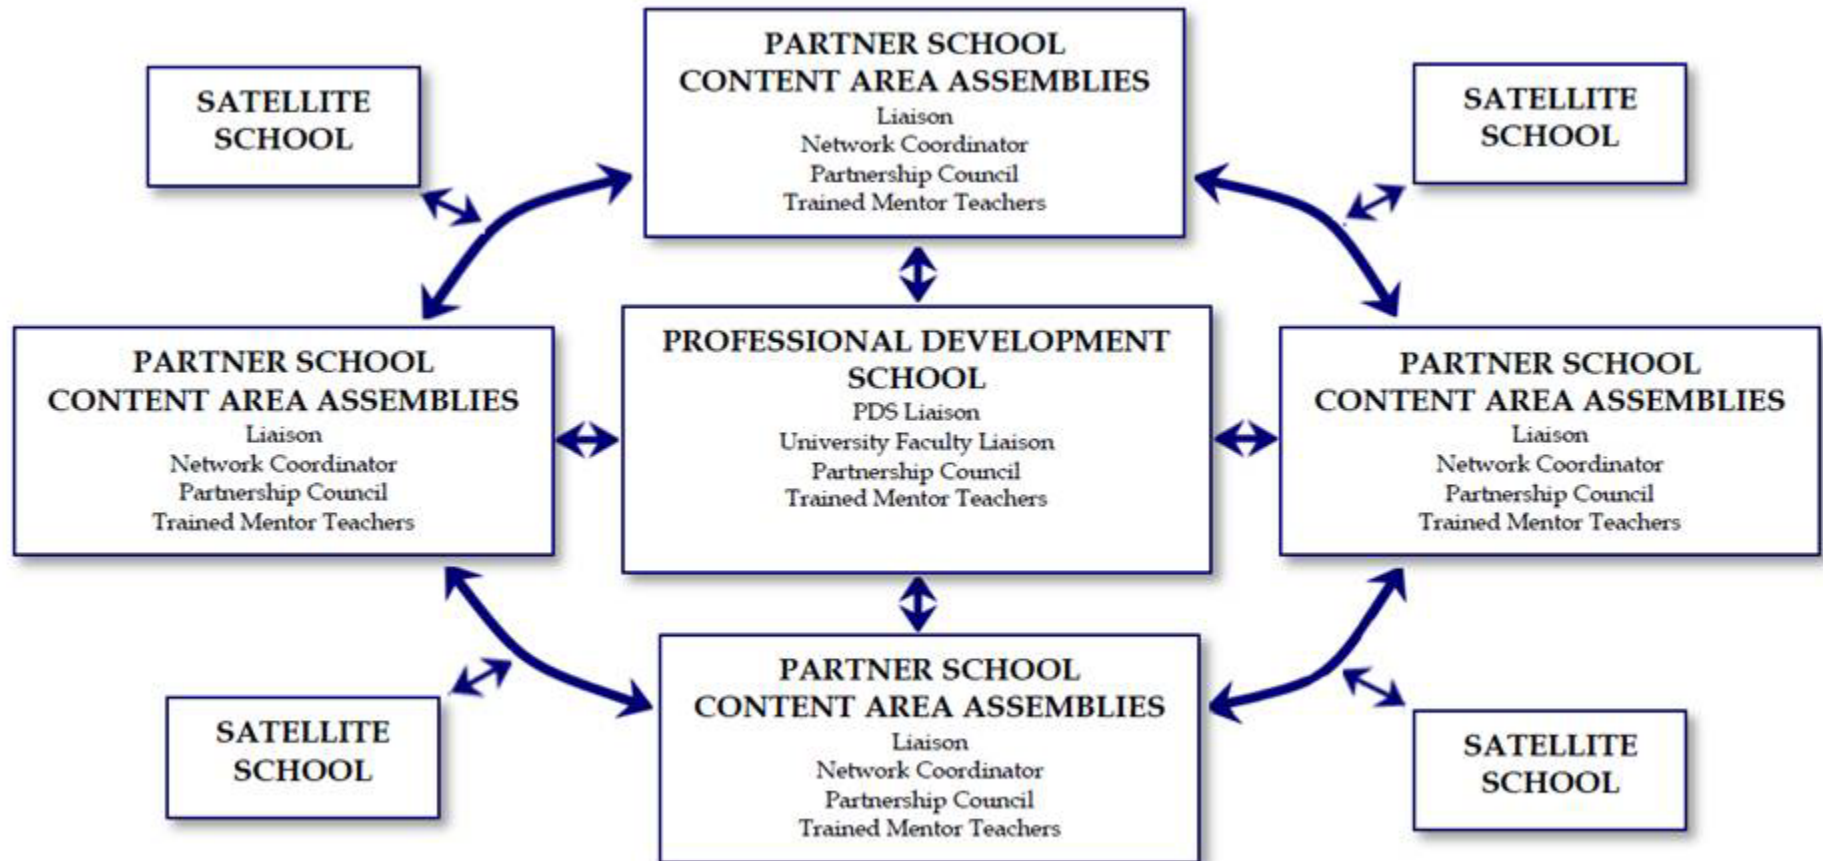 PARTNER SCHOOL
CONTENT AREA ASSEMBLIES
Liaison
Network Coordinator
Partnership Council
Trained Mentor Teachers
SATELLITE
SCHOOL
SATELLITE
SCHOOL
PARTNER SCHOOL
CONTENT AREA ASSEMBLIES
Liaison
Network Coordinator
Partnership Council
Trained Mentor Teachers
PROFESSIONAL DEVELOPMENT
SCHOOL
PDS Liaison
University Faculty Liaison
Partnership Council
Trained Mentor Teachers
PARTNER SCHOOL
CONTENT AREA ASSEMBLIES
Liaison
Network Coordinator
Partnership Council
Trained Mentor Teachers
SATELLITE
SCHOOL
PARTNER SCHOOL
CONTENT AREA ASSEMBLIES
Liaison
Network Coordinator
Partnership Council
Trained Mentor Teachers
SATELLITE
SCHOOL